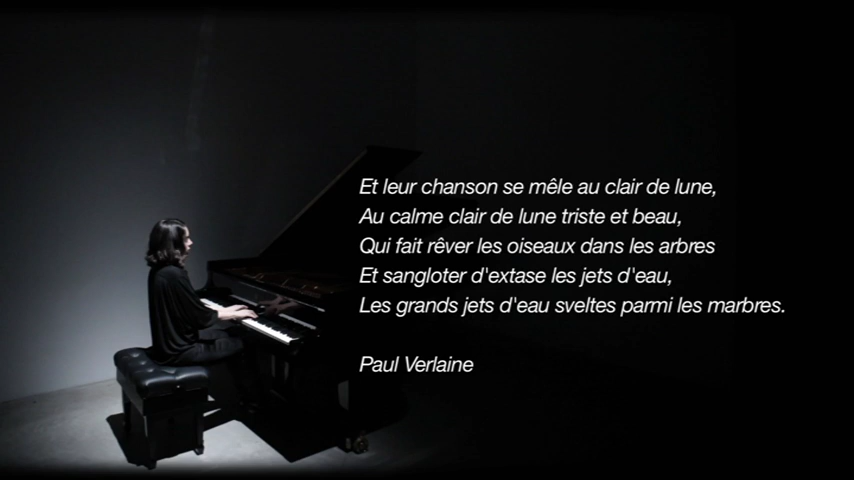 Et leur chanson se mêle au clair de lune,
Au calme clair de lune triste et beau,
Qui fait rêver les oiseaux dans les arbres
Et sangloter d'extase les jets d'eau,
Les grands jets d'eau sveltes parmi les marbres.
Paul Verlaine